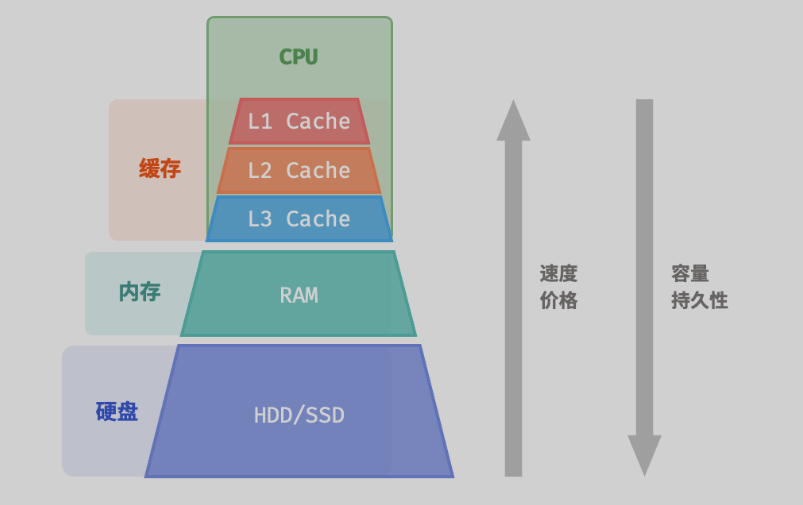 CPU
缓存
L1 Cache
L2 Cache
L3 Cache
内存
RAM
硬盘
HDD/SSD
速度
价格
容量
持久性